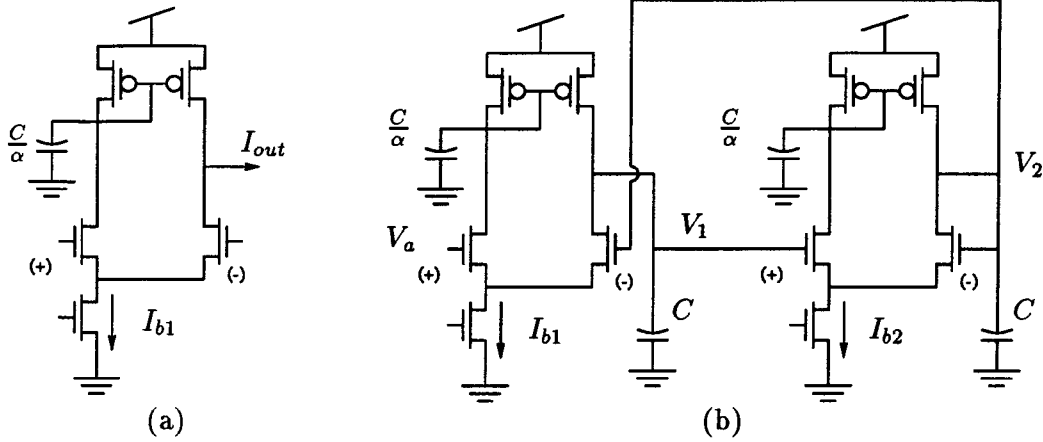 C/α
I_out
(+)
(-)
I_b1
(a)
C/α
V_a
(+)
(-)
I_b1
V_1
C
C/α
(+)
(-)
I_b2
V_2
C
(b)